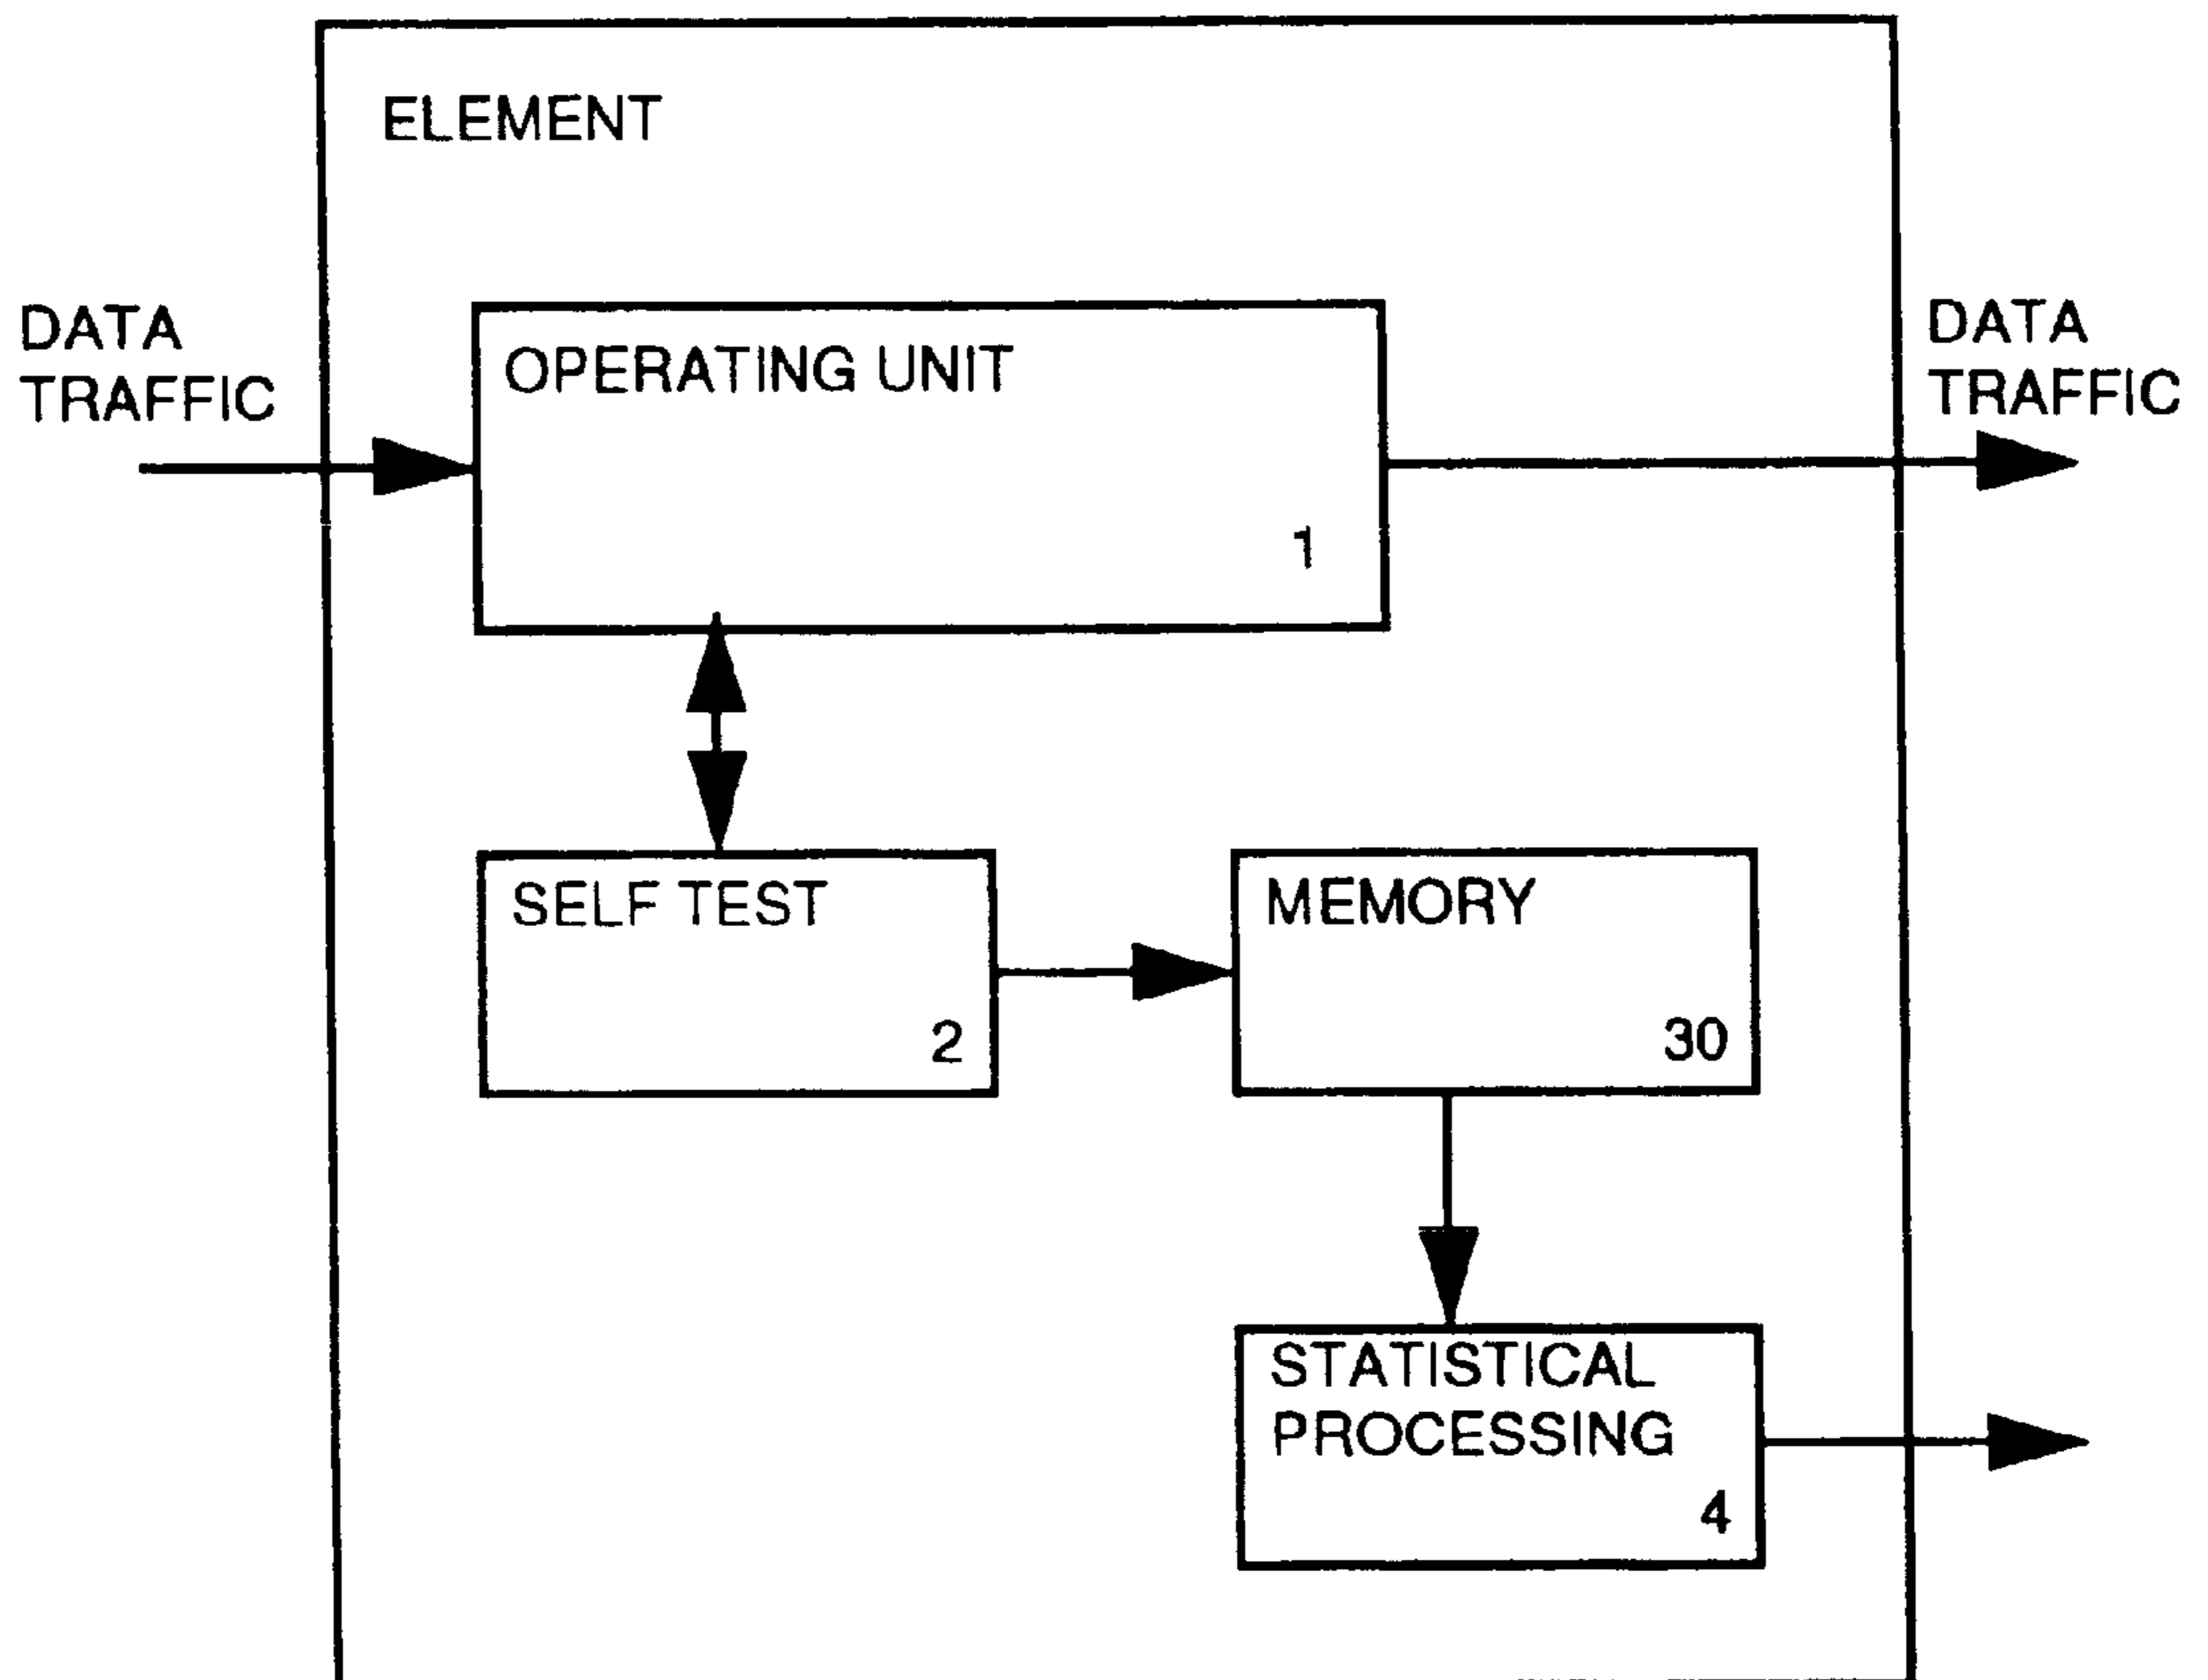 ELEMENT
DATA
TRAFFIC
OPERATING UNIT
1
DATA
TRAFFIC
SELF TEST
2
MEMORY
30
STATISTICAL
PROCESSING
4